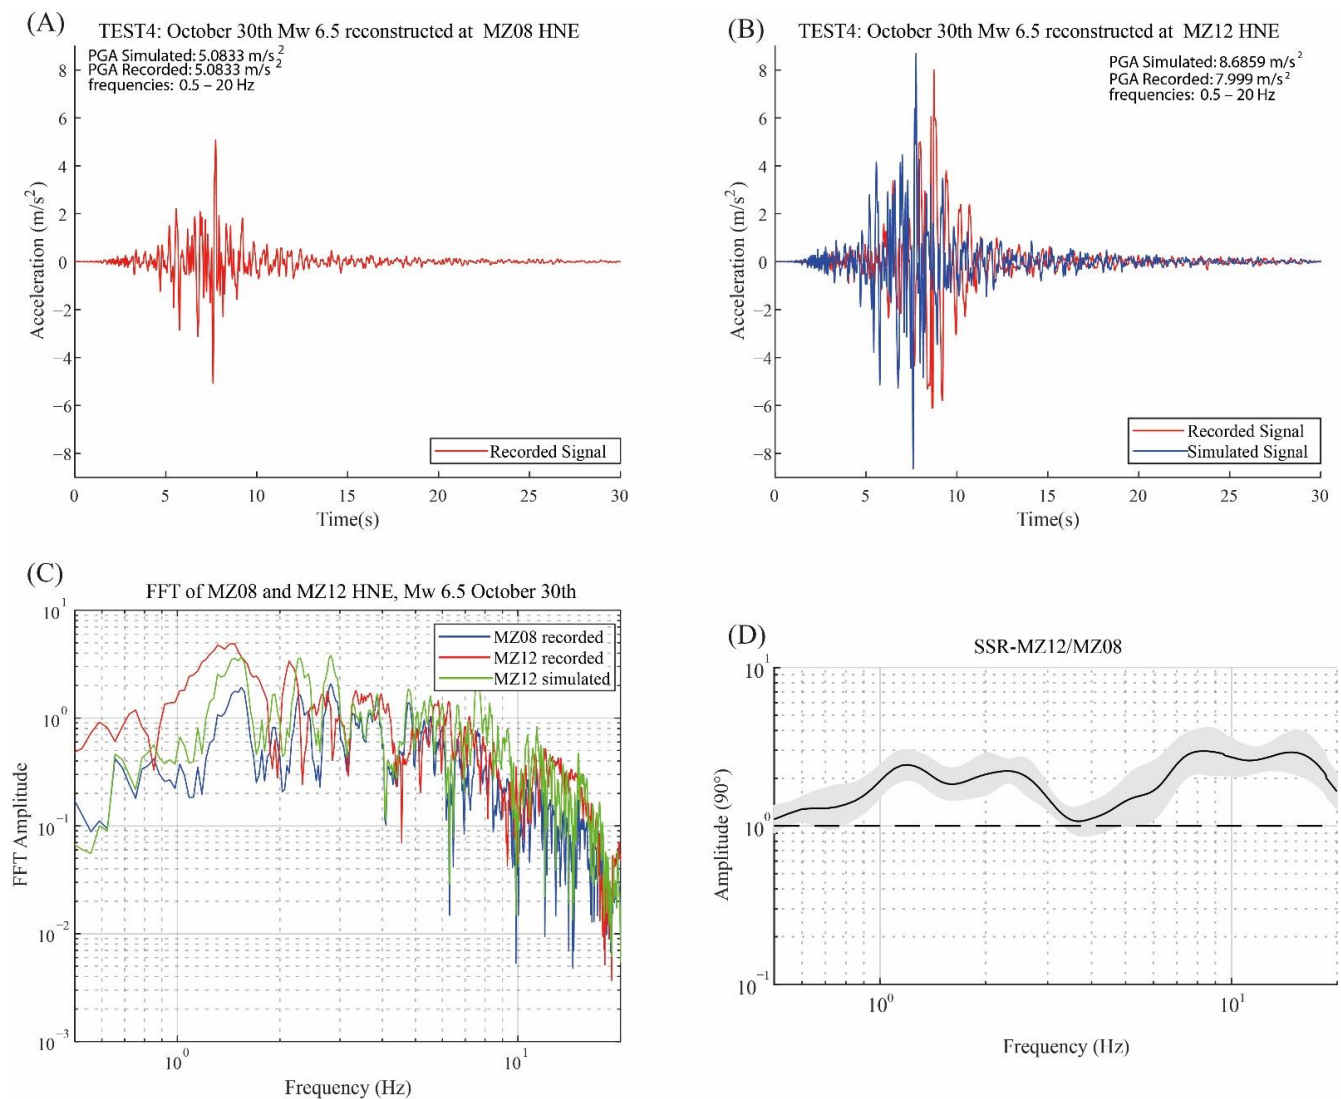 (A)
TEST4: October 30th Mw 6.5 reconstructed at MZ08 HNE
PGA Simulated: 5.0833 m/s²
PGA Recorded: 5.0833 m/s²
frequencies: 0.5 – 20 Hz
8
6
4
2
0
−2
−4
−6
−8
Acceleration (m/s²)
Recorded Signal
0 5 10 15 20 25 30
Time(s)
(B)
TEST4: October 30th Mw 6.5 reconstructed at MZ12 HNE
PGA Simulated: 8.6859 m/s²
PGA Recorded: 7.999 m/s²
frequencies: 0.5 – 20 Hz
8
6
4
2
0
−2
−4
−6
−8
Acceleration (m/s²)
Recorded Signal
Simulated Signal
0 5 10 15 20 25 30
Time(s)
(C)
FFT of MZ08 and MZ12 HNE, Mw 6.5 October 30th
10¹
10⁰
10⁻¹
10⁻²
10⁻³
FFT Amplitude
MZ08 recorded
MZ12 recorded
MZ12 simulated
10⁰ 10¹
Frequency (Hz)
(D)
SSR-MZ12/MZ08
10¹
10⁰
10⁻¹
Amplitude (90°)
10⁰ 10¹
Frequency (Hz)